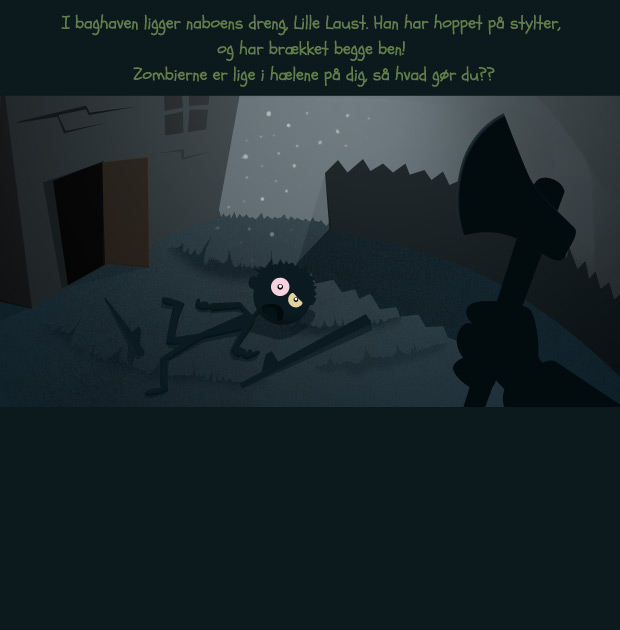 I baghaven ligger naboens dreng, Lille Laust. Han har hoppet på stylter,
og har brækket begge ben!
Zombierne er lige i hælene på dig, så hvad gør du??